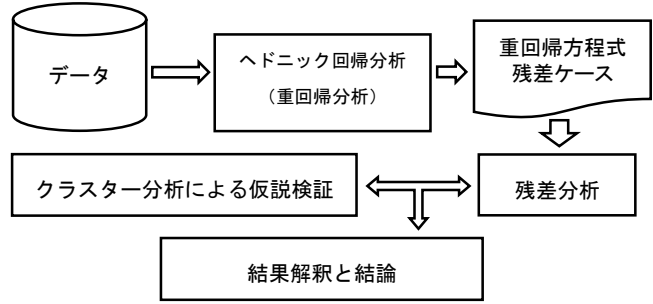 データ
ヘドニック回帰分析
（重回帰分析）
重回帰方程式
残差ケース
クラスター分析による仮説検証
残差分析
結果解釈と結論